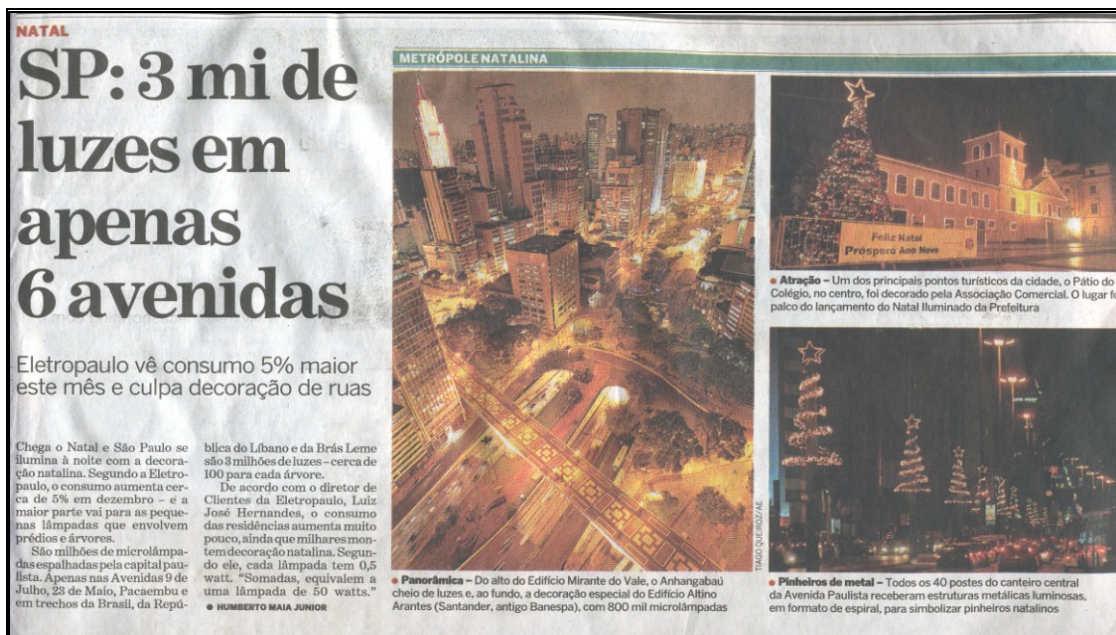 NATAL
SP: 3 mi de
luzes em
apenas
6 avenidas
Eletropaulo vê consumo 5% maior
este mês e culpa decoração de ruas
Chega o Natal e São Paulo se
ilumina à noite com a decora-
ção natalina. Segundo a Eletro-
paulo, o consumo aumenta cer-
ca de 5% em dezembro – e a
maior parte vai para as peque-
nas lâmpadas que envolvem
prédios e árvores.
São milhões de microlâmpa-
das espalhadas pela capital pau-
lista. Apenas nas Avenidas 9 de
Julho, 23 de Maio, Pacaembu e
em trechos da Brasil, da Repú-
blica do Líbano e da Brás Leme
são 3 milhões de luzes – cerca de
100 para cada árvore.
De acordo com o diretor de
Clientes da Eletropaulo, Luiz
José Hernandes, o consumo
das residências aumenta muito
pouco, ainda que milhares mon-
tem decoração natalina. Segun-
do ele, cada lâmpada tem 0,5
watt. “Somadas, equivalem a
uma lâmpada de 50 watts.”
● HUMBERTO MAIA JUNIOR
METRÓPOLE NATALINA
TIAGO QUEIROZ/AE
● Panorâmica – Do alto do Edifício Mirante do Vale, o Anhangabaú
cheio de luzes e, ao fundo, a decoração especial do Edifício Altino
Arantes (Santander, antigo Banespa), com 800 mil microlâmpadas
Feliz Natal
Próspero Ano Novo
● Atração – Um dos principais pontos turísticos da cidade, o Pátio do
Colégio, no centro, foi decorado pela Associação Comercial. O lugar
palco do lançamento do Natal Iluminado da Prefeitura
● Pinheiros de metal – Todos os 40 postes do canteiro central
da Avenida Paulista receberam estruturas metálicas luminosas,
em formato de espiral, para simbolizar pinheiros natalinos